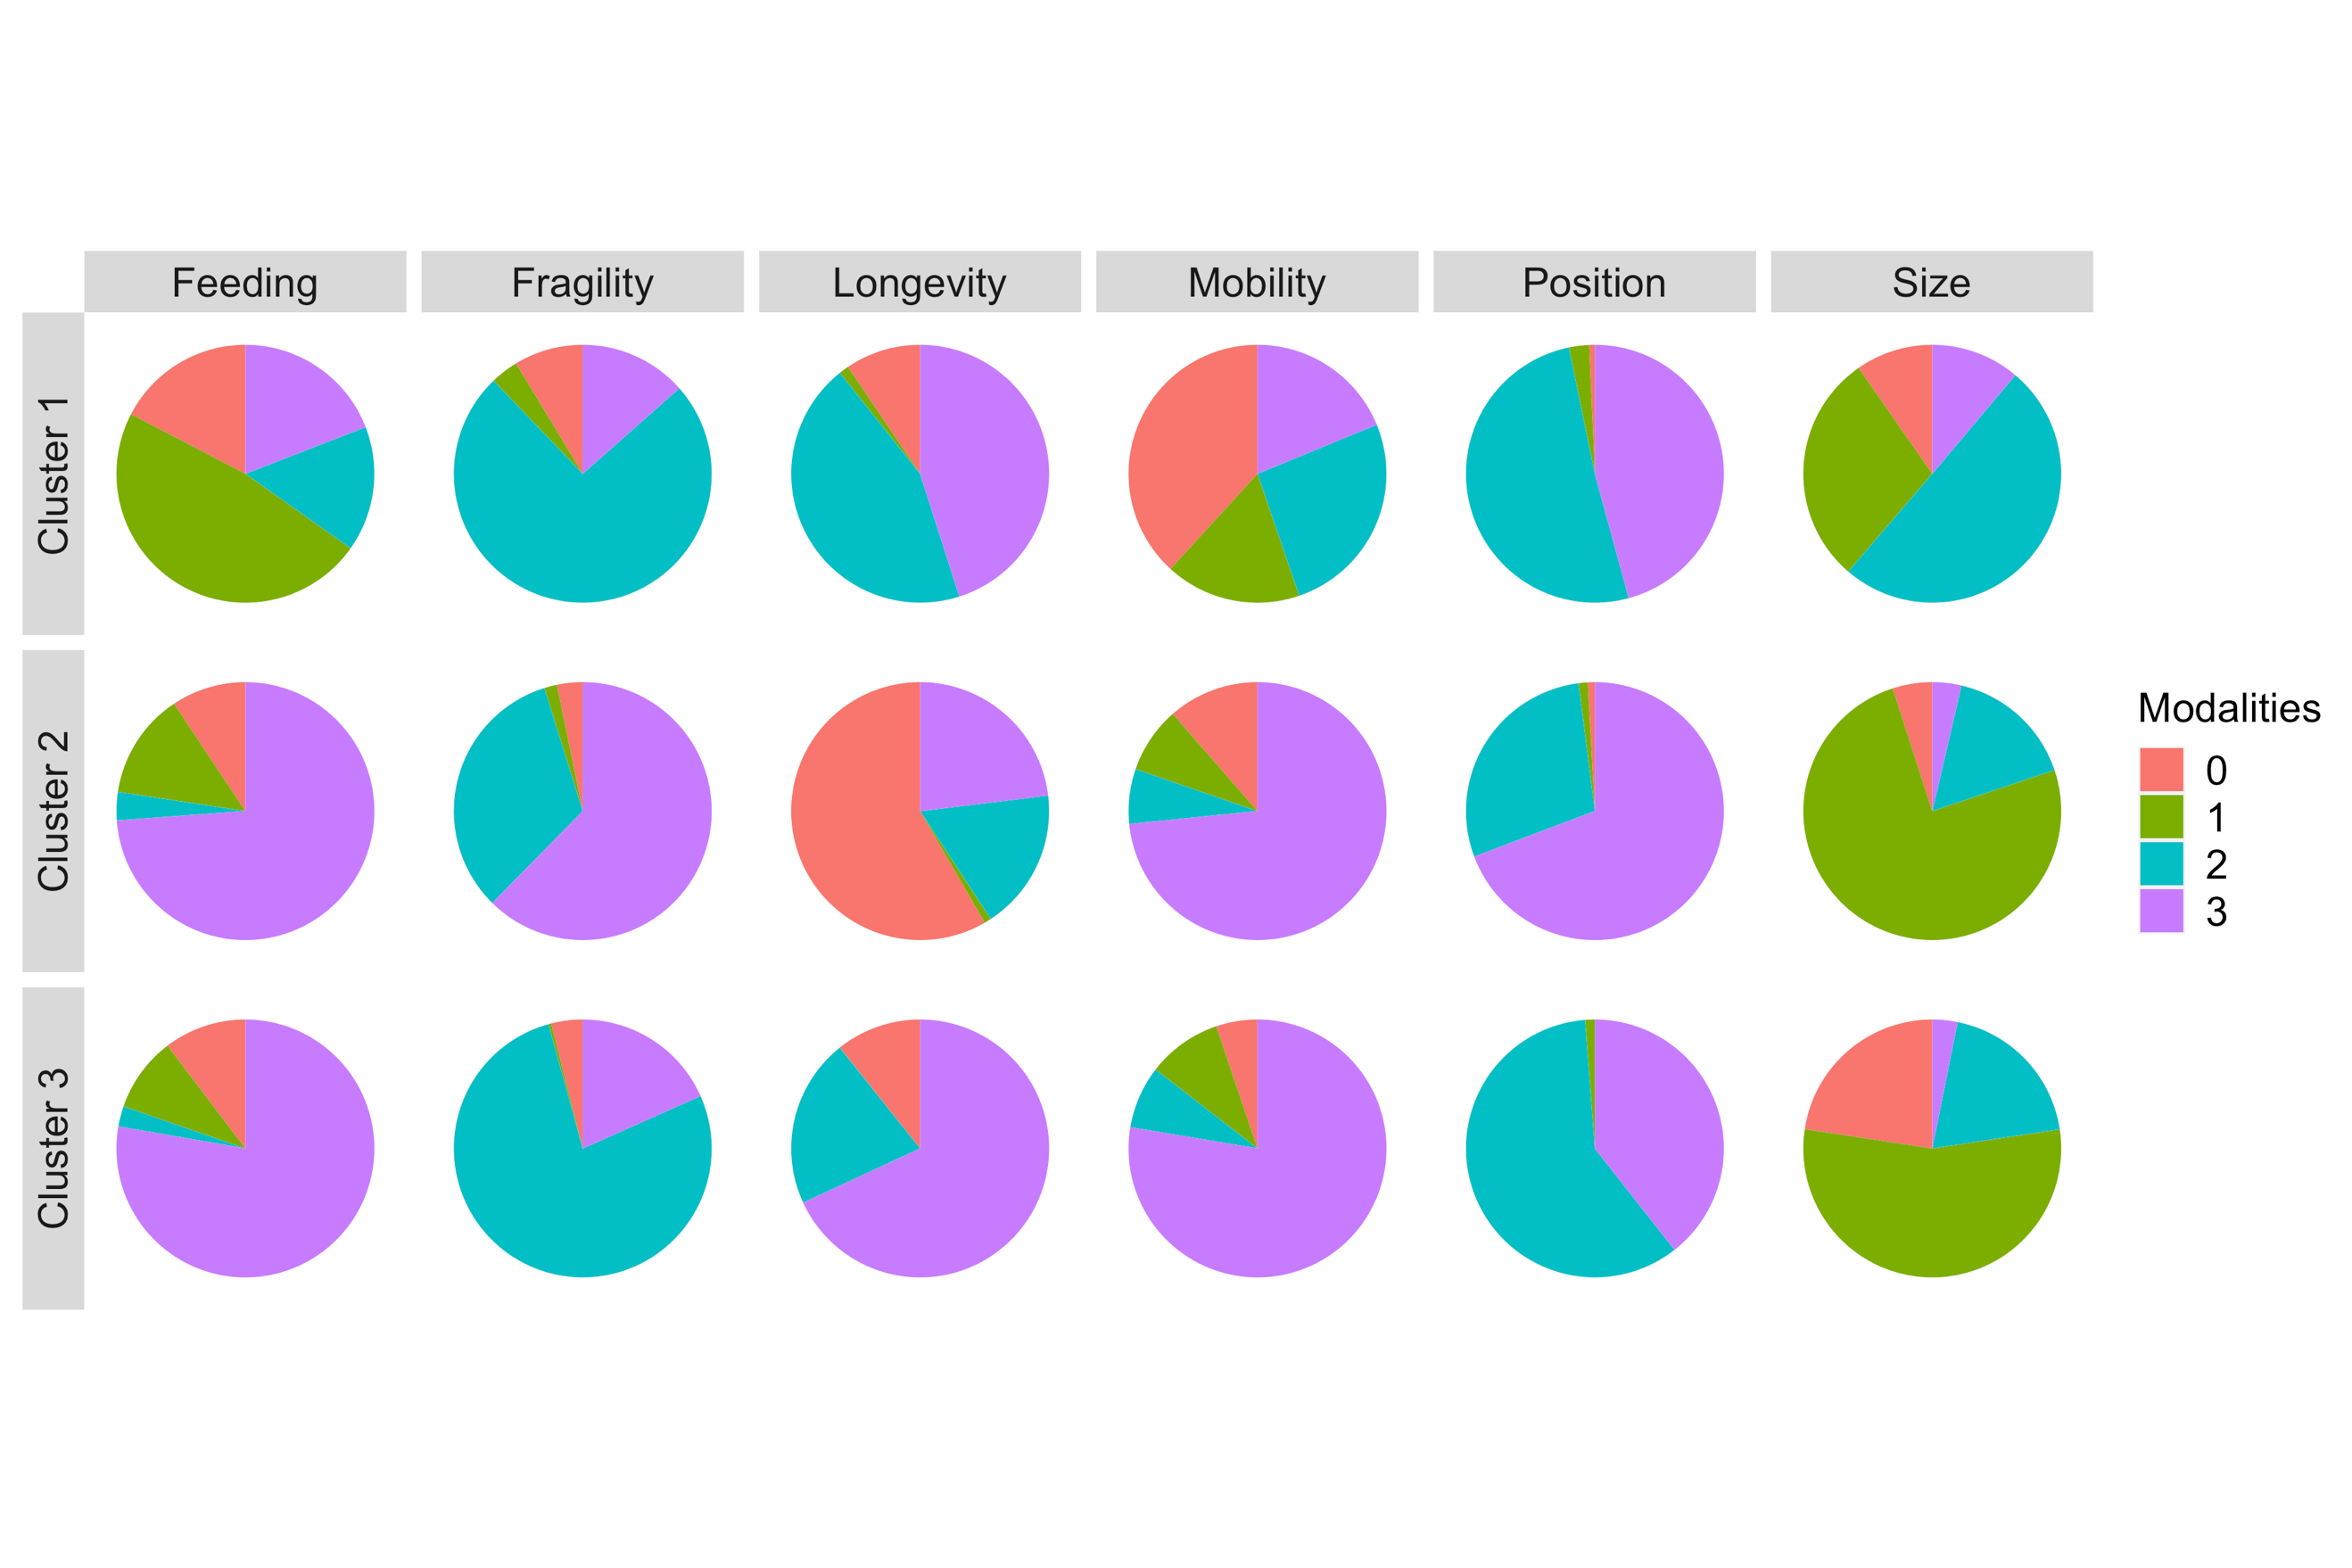 Feeding
Fragility
Longevity
Mobility
Position
Size
Cluster 1
Cluster 2
Cluster 3
Modalities
0
1
2
3